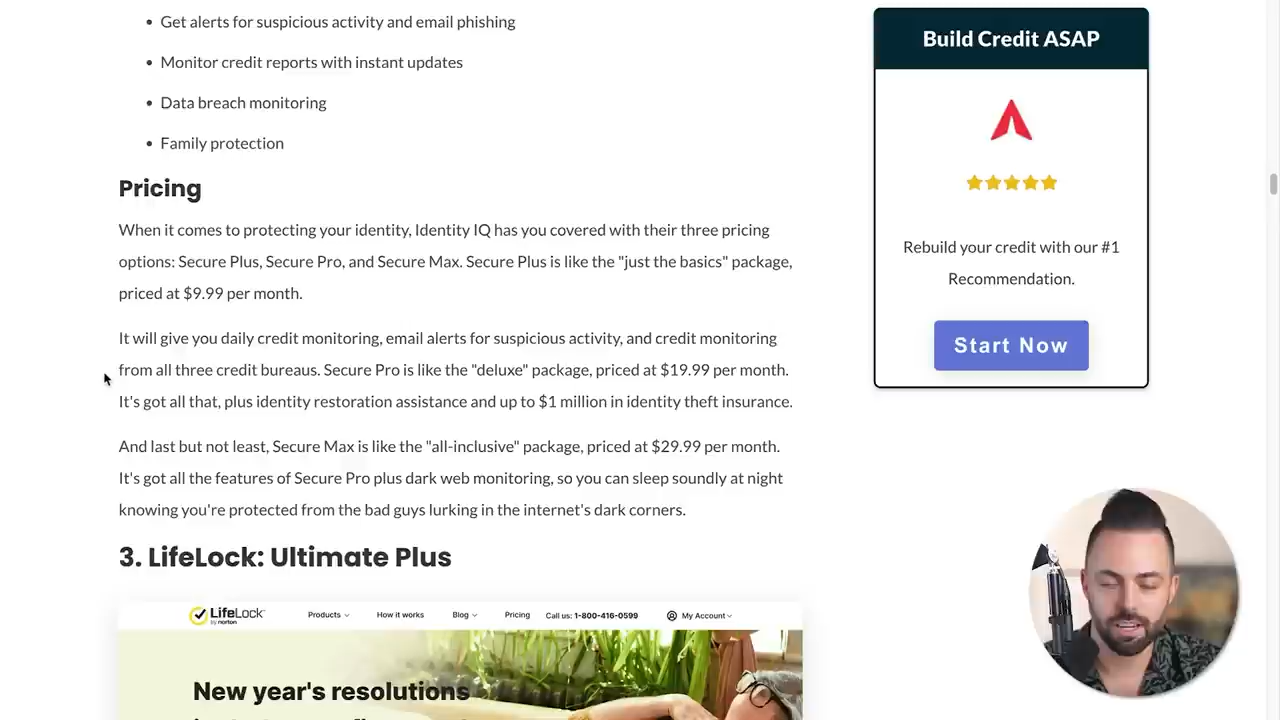 Get alerts for suspicious activity and email phishing
Monitor credit reports with instant updates
Data breach monitoring
Family protection
Pricing
When it comes to protecting your identity, Identity IQ has you covered with their three pricing
options: Secure Plus, Secure Pro, and Secure Max. Secure Plus is like the "just the basics" package,
priced at $9.99 per month.
It will give you daily credit monitoring, email alerts for suspicious activity, and credit monitoring
from all three credit bureaus. Secure Pro is like the "deluxe" package, priced at $19.99 per month.
It's got all that, plus identity restoration assistance and up to $1 million in identity theft insurance.
And last but not least, Secure Max is like the "all-inclusive" package, priced at $29.99 per month.
It's got all the features of Secure Pro plus dark web monitoring, so you can sleep soundly at night
knowing you're protected from the bad guys lurking in the internet's dark corners.
3. LifeLock: Ultimate Plus
LifeLock
by norton
Products
How it works
Blog
Pricing
Call us: 1-800-416-0599
My Account
New year's resolutions
Build Credit ASAP
Rebuild your credit with our #1
Recommendation.
Start Now